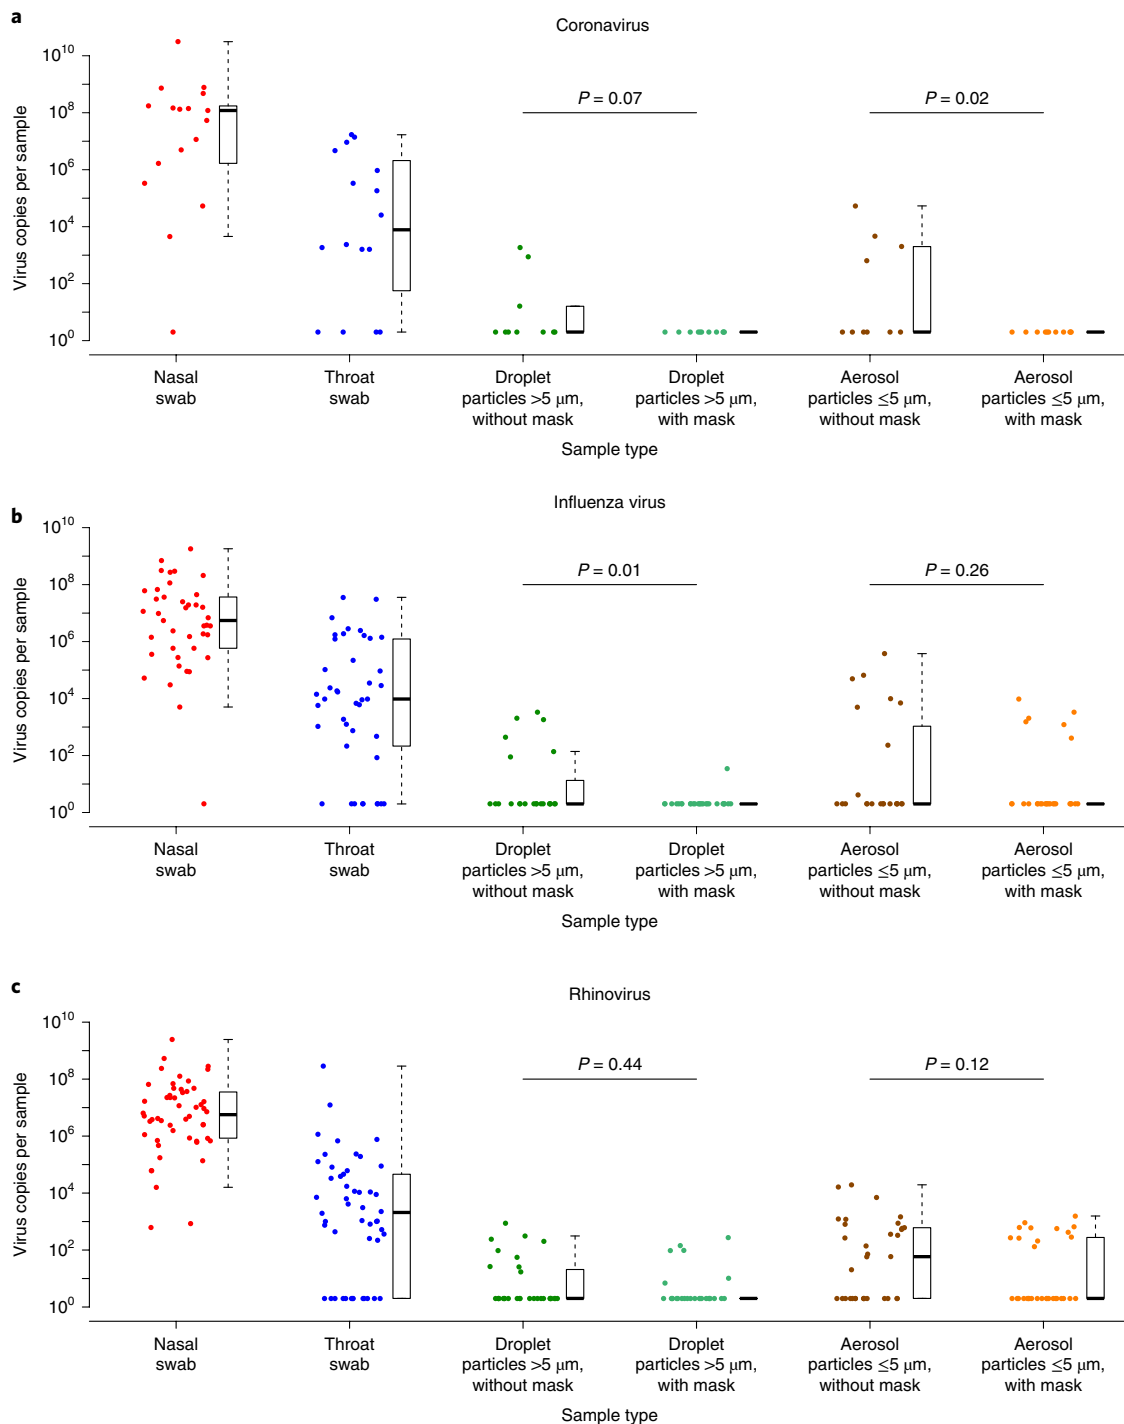 a
Coronavirus
Virus copies per sample
10^10
10^8
10^6
10^4
10^2
10^0
P = 0.07
P = 0.02
Nasal
swab
Throat
swab
Droplet
particles >5 μm,
without mask
Droplet
particles >5 μm,
with mask
Aerosol
particles ≤5 μm,
without mask
Aerosol
particles ≤5 μm,
with mask
Sample type
b
Influenza virus
Virus copies per sample
10^10
10^8
10^6
10^4
10^2
10^0
P = 0.01
P = 0.26
Nasal
swab
Throat
swab
Droplet
particles >5 μm,
without mask
Droplet
particles >5 μm,
with mask
Aerosol
particles ≤5 μm,
without mask
Aerosol
particles ≤5 μm,
with mask
Sample type
c
Rhinovirus
Virus copies per sample
10^10
10^8
10^6
10^4
10^2
10^0
P = 0.44
P = 0.12
Nasal
swab
Throat
swab
Droplet
particles >5 μm,
without mask
Droplet
particles >5 μm,
with mask
Aerosol
particles ≤5 μm,
without mask
Aerosol
particles ≤5 μm,
with mask
Sample type